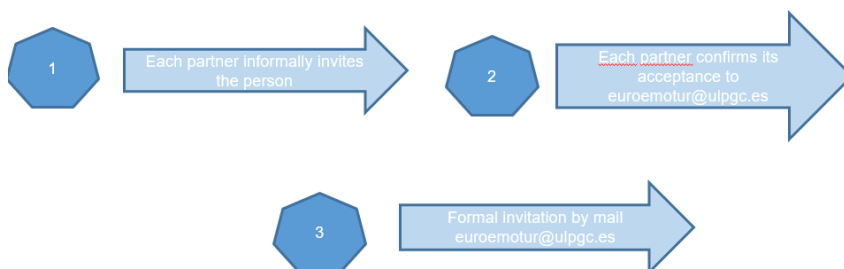 1
Each partner informally invites
the person
2
Each partner confirms its
acceptance to
euroemotur@ulpgc.es
3
Formal invitation by mail
euroemotur@ulpgc.es